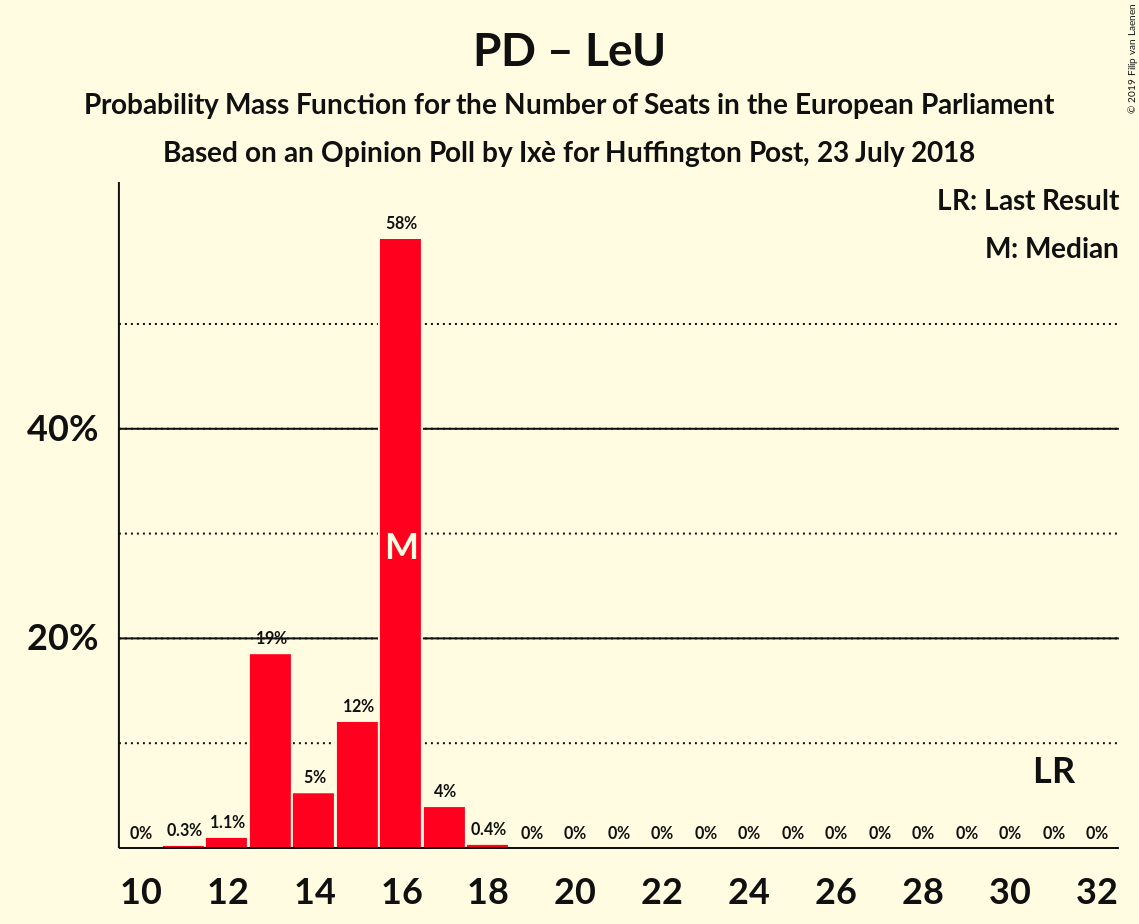 PD – LeU
Probability Mass Function for the Number of Seats in the European Parliament
Based on an Opinion Poll by Ixè for Huffington Post, 23 July 2018
© 2019 Filip van Laenen
LR: Last Result
M: Median
58%
40%
M
20%
19%
12%
LR
5%
4%
0% 0.3% 1.1% 0.4% 0% 0% 0% 0% 0% 0% 0% 0% 0% 0% 0% 0% 0% 0%
10 12 14 16 18 20 22 24 26 28 30 32